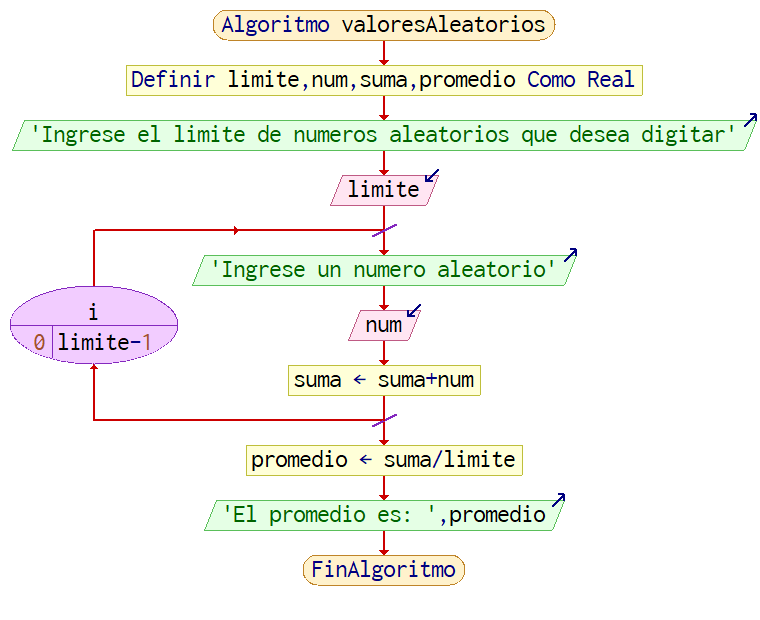 Algoritmo valoresAleatorios
Definir limite,num,suma,promedio Como Real
'Ingrese el limite de numeros aleatorios que desea digitar'
limite
'Ingrese un numero aleatorio'
i
0 limite-1
num
suma ← suma+num
promedio ← suma/limite
'El promedio es: ',promedio
FinAlgoritmo